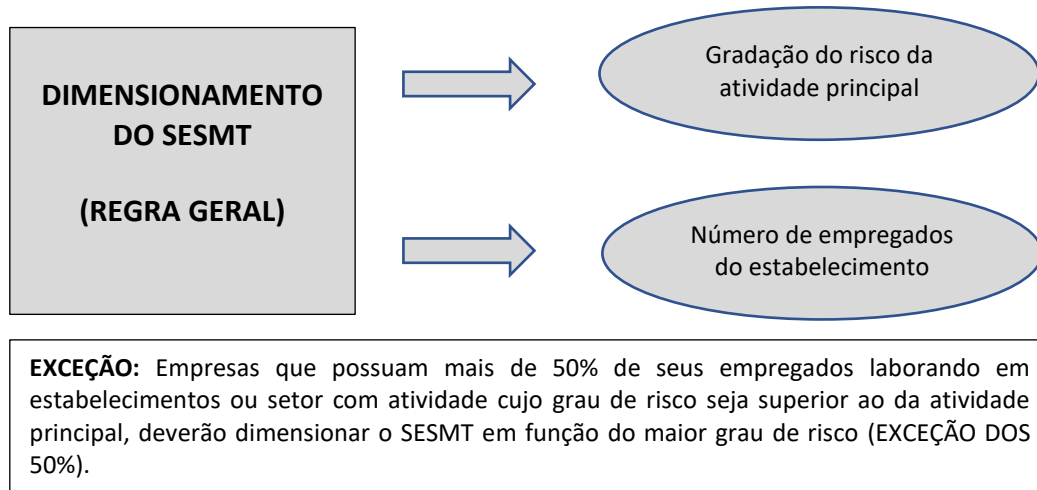 DIMENSIONAMENTO
DO SESMT
(REGRA GERAL)
Gradação do risco da
atividade principal
Número de empregados
do estabelecimento
EXCEÇÃO: Empresas que possuam mais de 50% de seus empregados laborando em
estabelecimentos ou setor com atividade cujo grau de risco seja superior ao da atividade
principal, deverão dimensionar o SESMT em função do maior grau de risco (EXCEÇÃO DOS
50%).